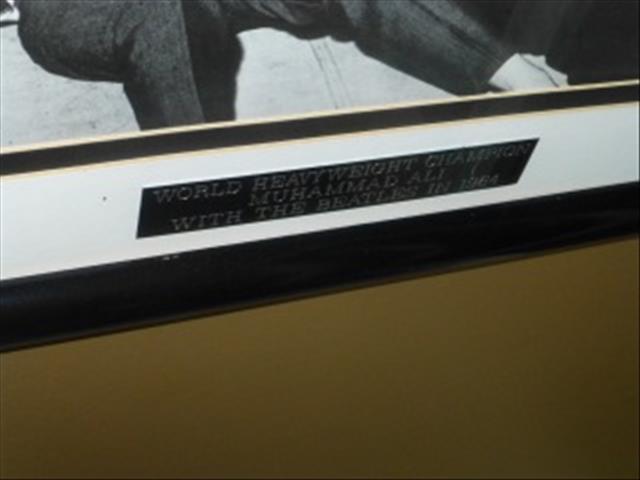 WORLD HEAVYWEIGHT CHAMPION
MUHAMMAD ALI
WITH THE BEATLES IN 1964